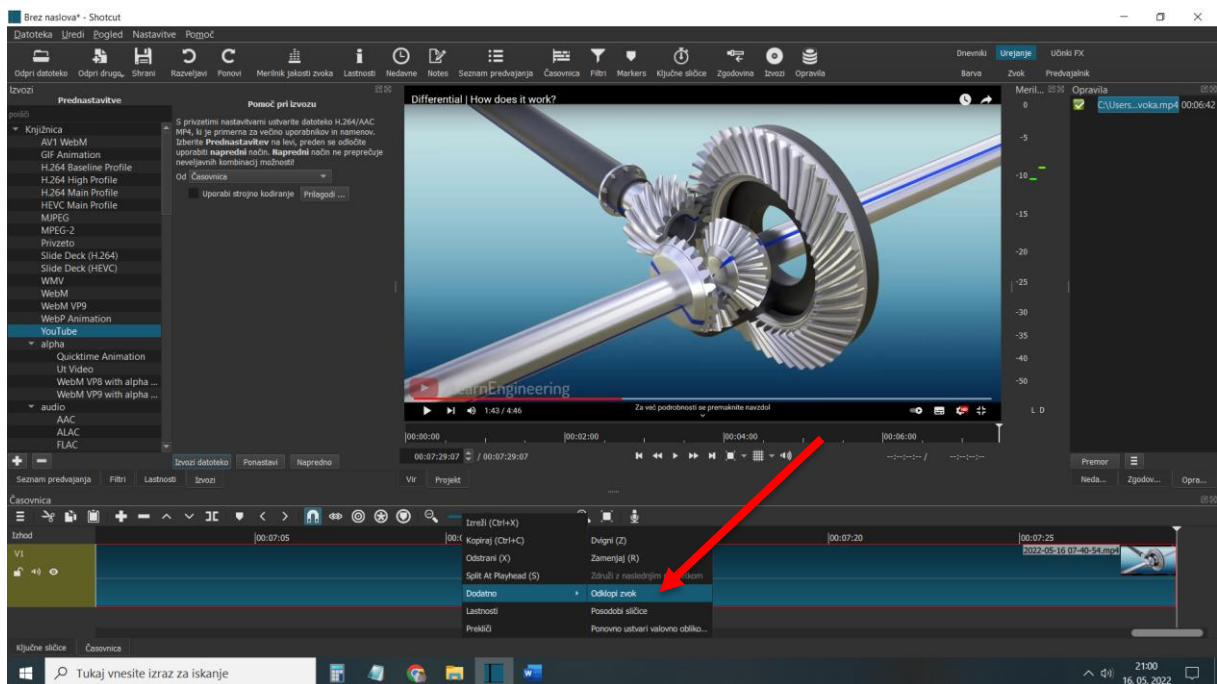 Brez naslova* - Shotcut
Datoteka Uredi Pogled Nastavitve Pomoč
Odpri datoteko Odpri drugo Shrani Razveljavi Ponovi Merilnik jakosti zvoka Lastnosti Nedavne Notes Seznam predvajanja Časovnica Filtri Markers Ključne sličice Zgodovina Izvozi Opravila
Dnevniki Urejanje Učinki FX
Barva Zvok Predvajalnik
Izvozi
Prednastavitve
poišči
Knjižnica
AV1 WebM
GIF Animation
H.264 Baseline Profile
H.264 High Profile
H.264 Main Profile
HEVC Main Profile
MJPEG
MPEG-2
Privzeto
Slide Deck (H.264)
Slide Deck (HEVC)
WMV
WebM
WebM VP9
WebP Animation
YouTube
alpha
Quicktime Animation
Ut Video
WebM VP8 with alpha ...
WebM VP9 with alpha ...
audio
AAC
ALAC
FLAC
Pomoč pri izvozu
S privzetimi nastavitvami ustvarite datoteko H.264/AAC
MP4, ki je primerna za večino uporabnikov in namenov.
Izberite Prednastavitev na levi, preden se odločite
uporabiti napredni način. Napredni način ne preprečuje
neveljavnih kombinacij možnosti!
Od Časovnica
Uporabi strojno kodiranje Prilagodi ...
Izvozi datoteko Ponastavi Napredno
Seznam predvajanja Filtri Lastnosti Izvozi
Differential | How does it work?
LearnEngineering
1:43 / 4:46
Za več podrobnosti se premaknite navzdol
00:00:00 00:02:00 00:04:00 00:06:00
00:07:29:07 / 00:07:29:07
--:--:--:-- / --:--:--:--
Vir Projekt
Meril...
0
-5
-10
-15
-20
-25
-30
-35
-40
-50
L D
Opravila
C:\Users...voka.mp4 00:06:42
Premor
Neda... Zgodov... Opra...
Časovnica
Izhod
00:07:05
00:07:20
00:07:25
V1
2022-05-16 07-40-54.mp4
Izreži (Ctrl+X)
Kopiraj (Ctrl+C)
Odstrani (X)
Split At Playhead (S)
Dodatno
Lastnosti
Prekliči
Dvigni (Z)
Zamenjaj (R)
Združi z naslednjim
Odklopi zvok
Posodobi sličice
Ponovno ustvari valovno obliko...
Ključne sličice Časovnica
Tukaj vnesite izraz za iskanje
21:00
16. 05. 2022